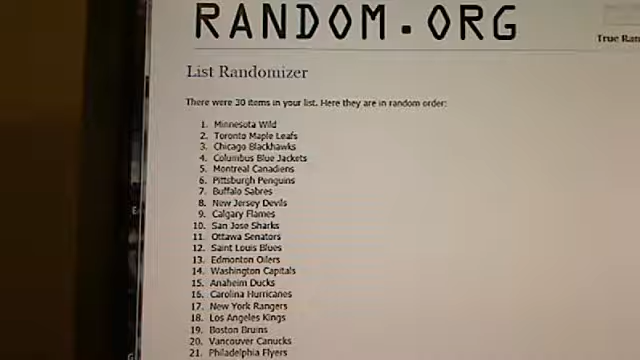 RANDOM.ORG
True Ran
List Randomizer
There were 30 items in your list. Here they are in random order:
1. Minnesota Wild
2. Toronto Maple Leafs
3. Chicago Blackhawks
4. Columbus Blue Jackets
5. Montreal Canadiens
6. Pittsburgh Penguins
7. Buffalo Sabres
8. New Jersey Devils
9. Calgary Flames
10. San Jose Sharks
11. Ottawa Senators
12. Saint Louis Blues
13. Edmonton Oilers
14. Washington Capitals
15. Anaheim Ducks
16. Carolina Hurricanes
17. New York Rangers
18. Los Angeles Kings
19. Boston Bruins
20. Vancouver Canucks
21. Philadelphia Flyers